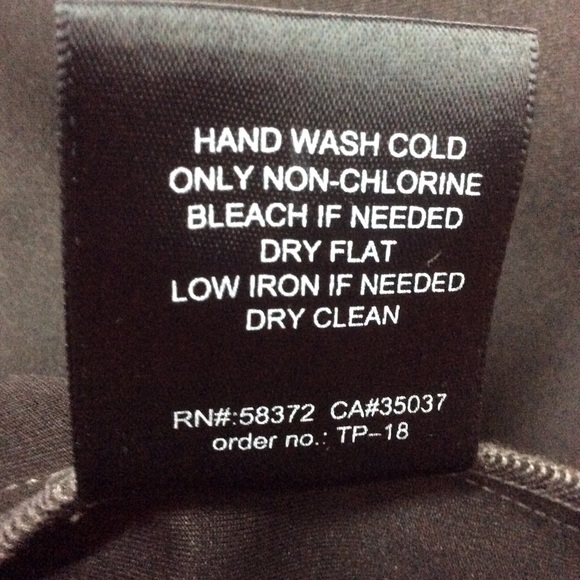 HAND WASH COLD
ONLY NON-CHLORINE
BLEACH IF NEEDED
DRY FLAT
LOW IRON IF NEEDED
DRY CLEAN
RN#:58372 CA#35037
order no.: TP-18